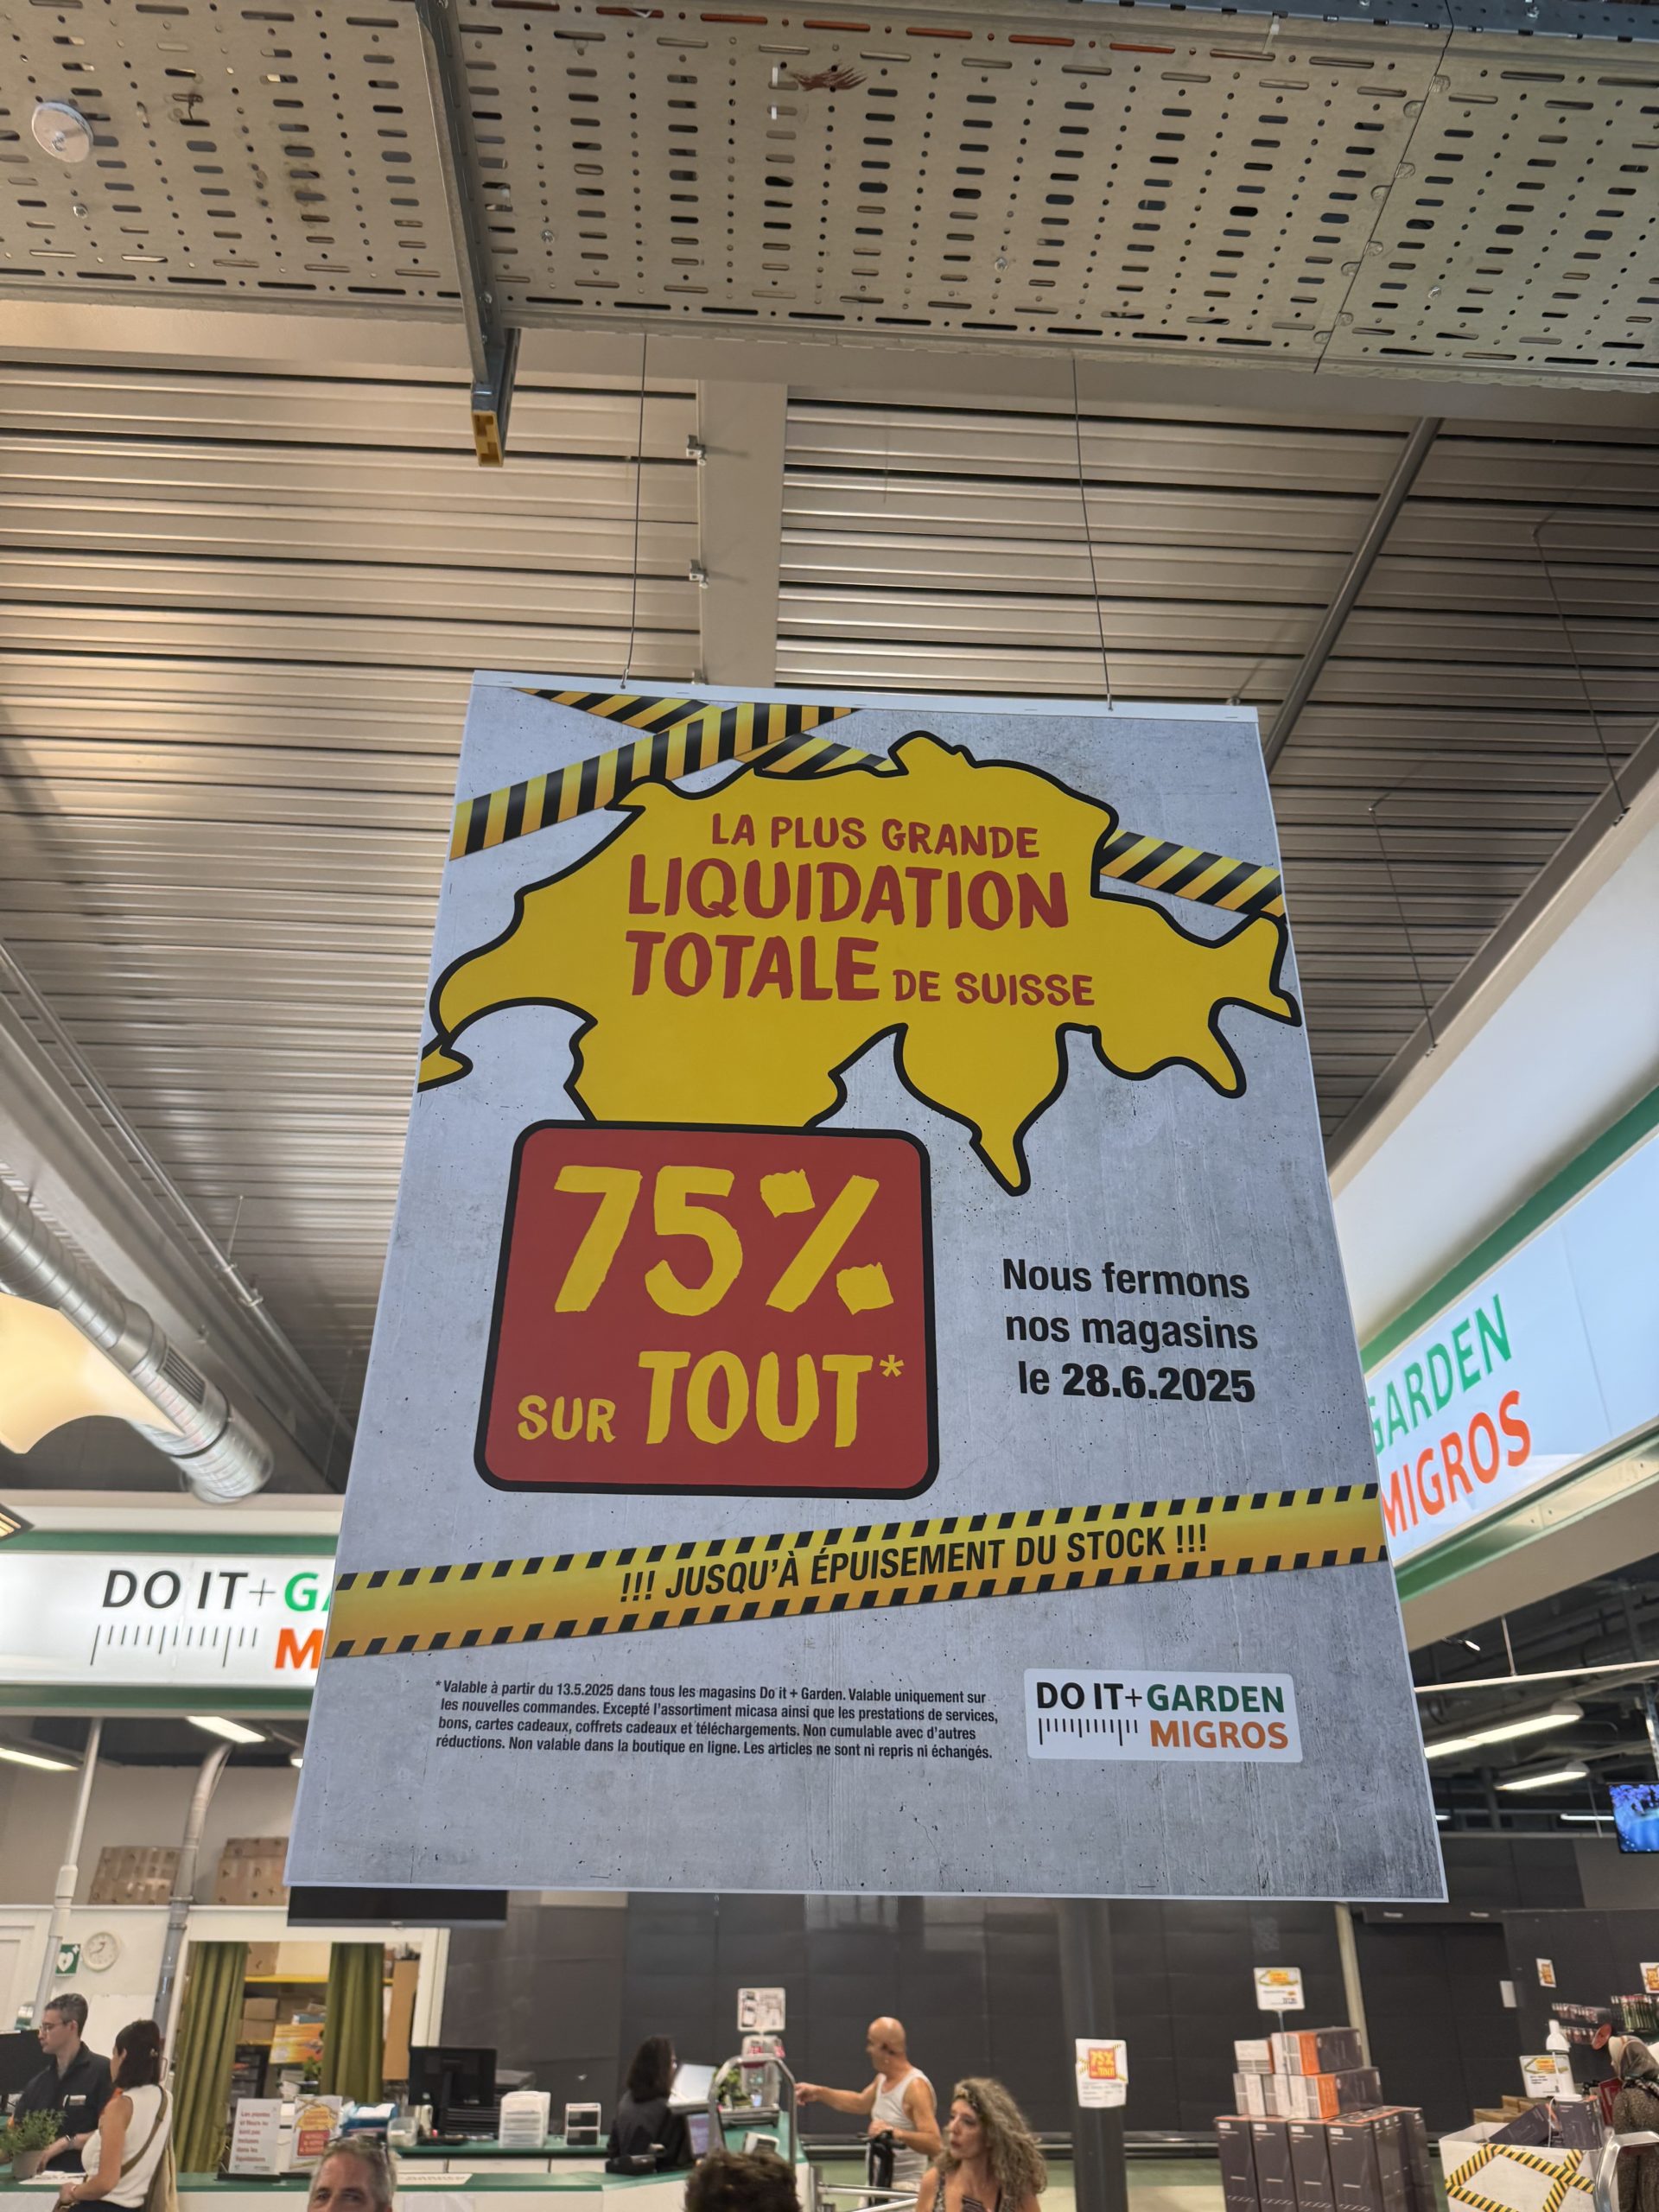 LA PLUS GRANDE
LIQUIDATION
TOTALE DE SUISSE
75%
SUR TOUT*
Nous fermons
nos magasins
le 28.6.2025
!!! JUSQU'À ÉPUISEMENT DU STOCK !!!
*Valable à partir du 13.5.2025 dans tous les magasins Do it + Garden. Valable uniquement sur
les nouvelles commandes. Excepté l'assortiment micasa ainsi que les prestations de services,
bons, cartes cadeaux, coffrets cadeaux et téléchargements. Non cumulable avec d'autres
réductions. Non valable dans la boutique en ligne. Les articles ne sont ni repris ni échangés.
DO IT+GARDEN
MIGROS
GARDEN
MIGROS
DO IT+GA
M
75%
SUR TOUT